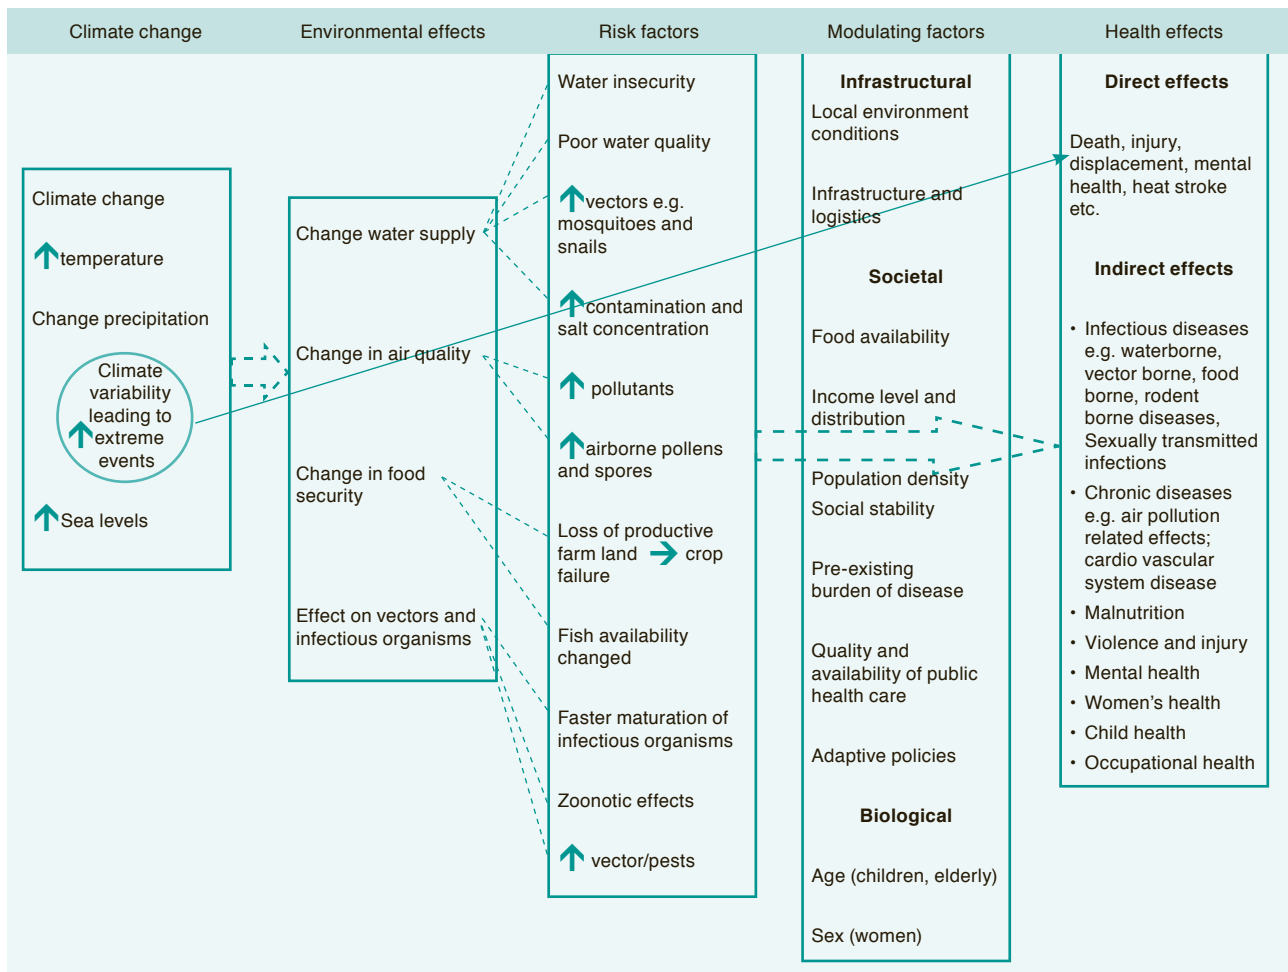 Climate change
Environmental effects
Risk factors
Modulating factors
Health effects
Climate change
temperature
Change precipitation
Climate
variability
leading to
extreme
events
Sea levels
Change water supply
Change in air quality
Change in food
security
Effect on vectors and
infectious organisms
Water insecurity
Poor water quality
vectors e.g.
mosquitoes and
snails
contamination and
salt concentration
pollutants
airborne pollens
and spores
Loss of productive
farm land → crop
failure
Fish availability
changed
Faster maturation of
infectious organisms
Zoonotic effects
vector/pests
Infrastructural
Local environment
conditions
Infrastructure and
logistics
Societal
Food availability
Income level and
distribution
Population density
Social stability
Pre-existing
burden of disease
Quality and
availability of public
health care
Adaptive policies
Biological
Age (children, elderly)
Sex (women)
Direct effects
Death, injury,
displacement, mental
health, heat stroke
etc.
Indirect effects
• Infectious diseases
e.g. waterborne,
vector borne, food
borne, rodent
borne diseases,
Sexually transmitted
infections
• Chronic diseases
e.g. air pollution
related effects;
cardio vascular
system disease
• Malnutrition
• Violence and injury
• Mental health
• Women's health
• Child health
• Occupational health